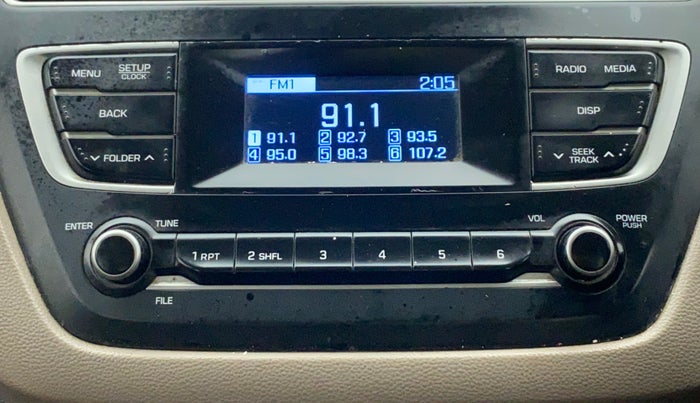 MENU SETUP CLOCK
BACK
FOLDER
FM1 2:05
91.1
1 91.1 2 92.7 3 93.5
4 95.0 5 98.3 6 107.2
RADIO MEDIA
DISP
SEEK TRACK
ENTER TUNE
FILE
1 RPT 2 SHFL 3 4 5 6
VOL POWER PUSH